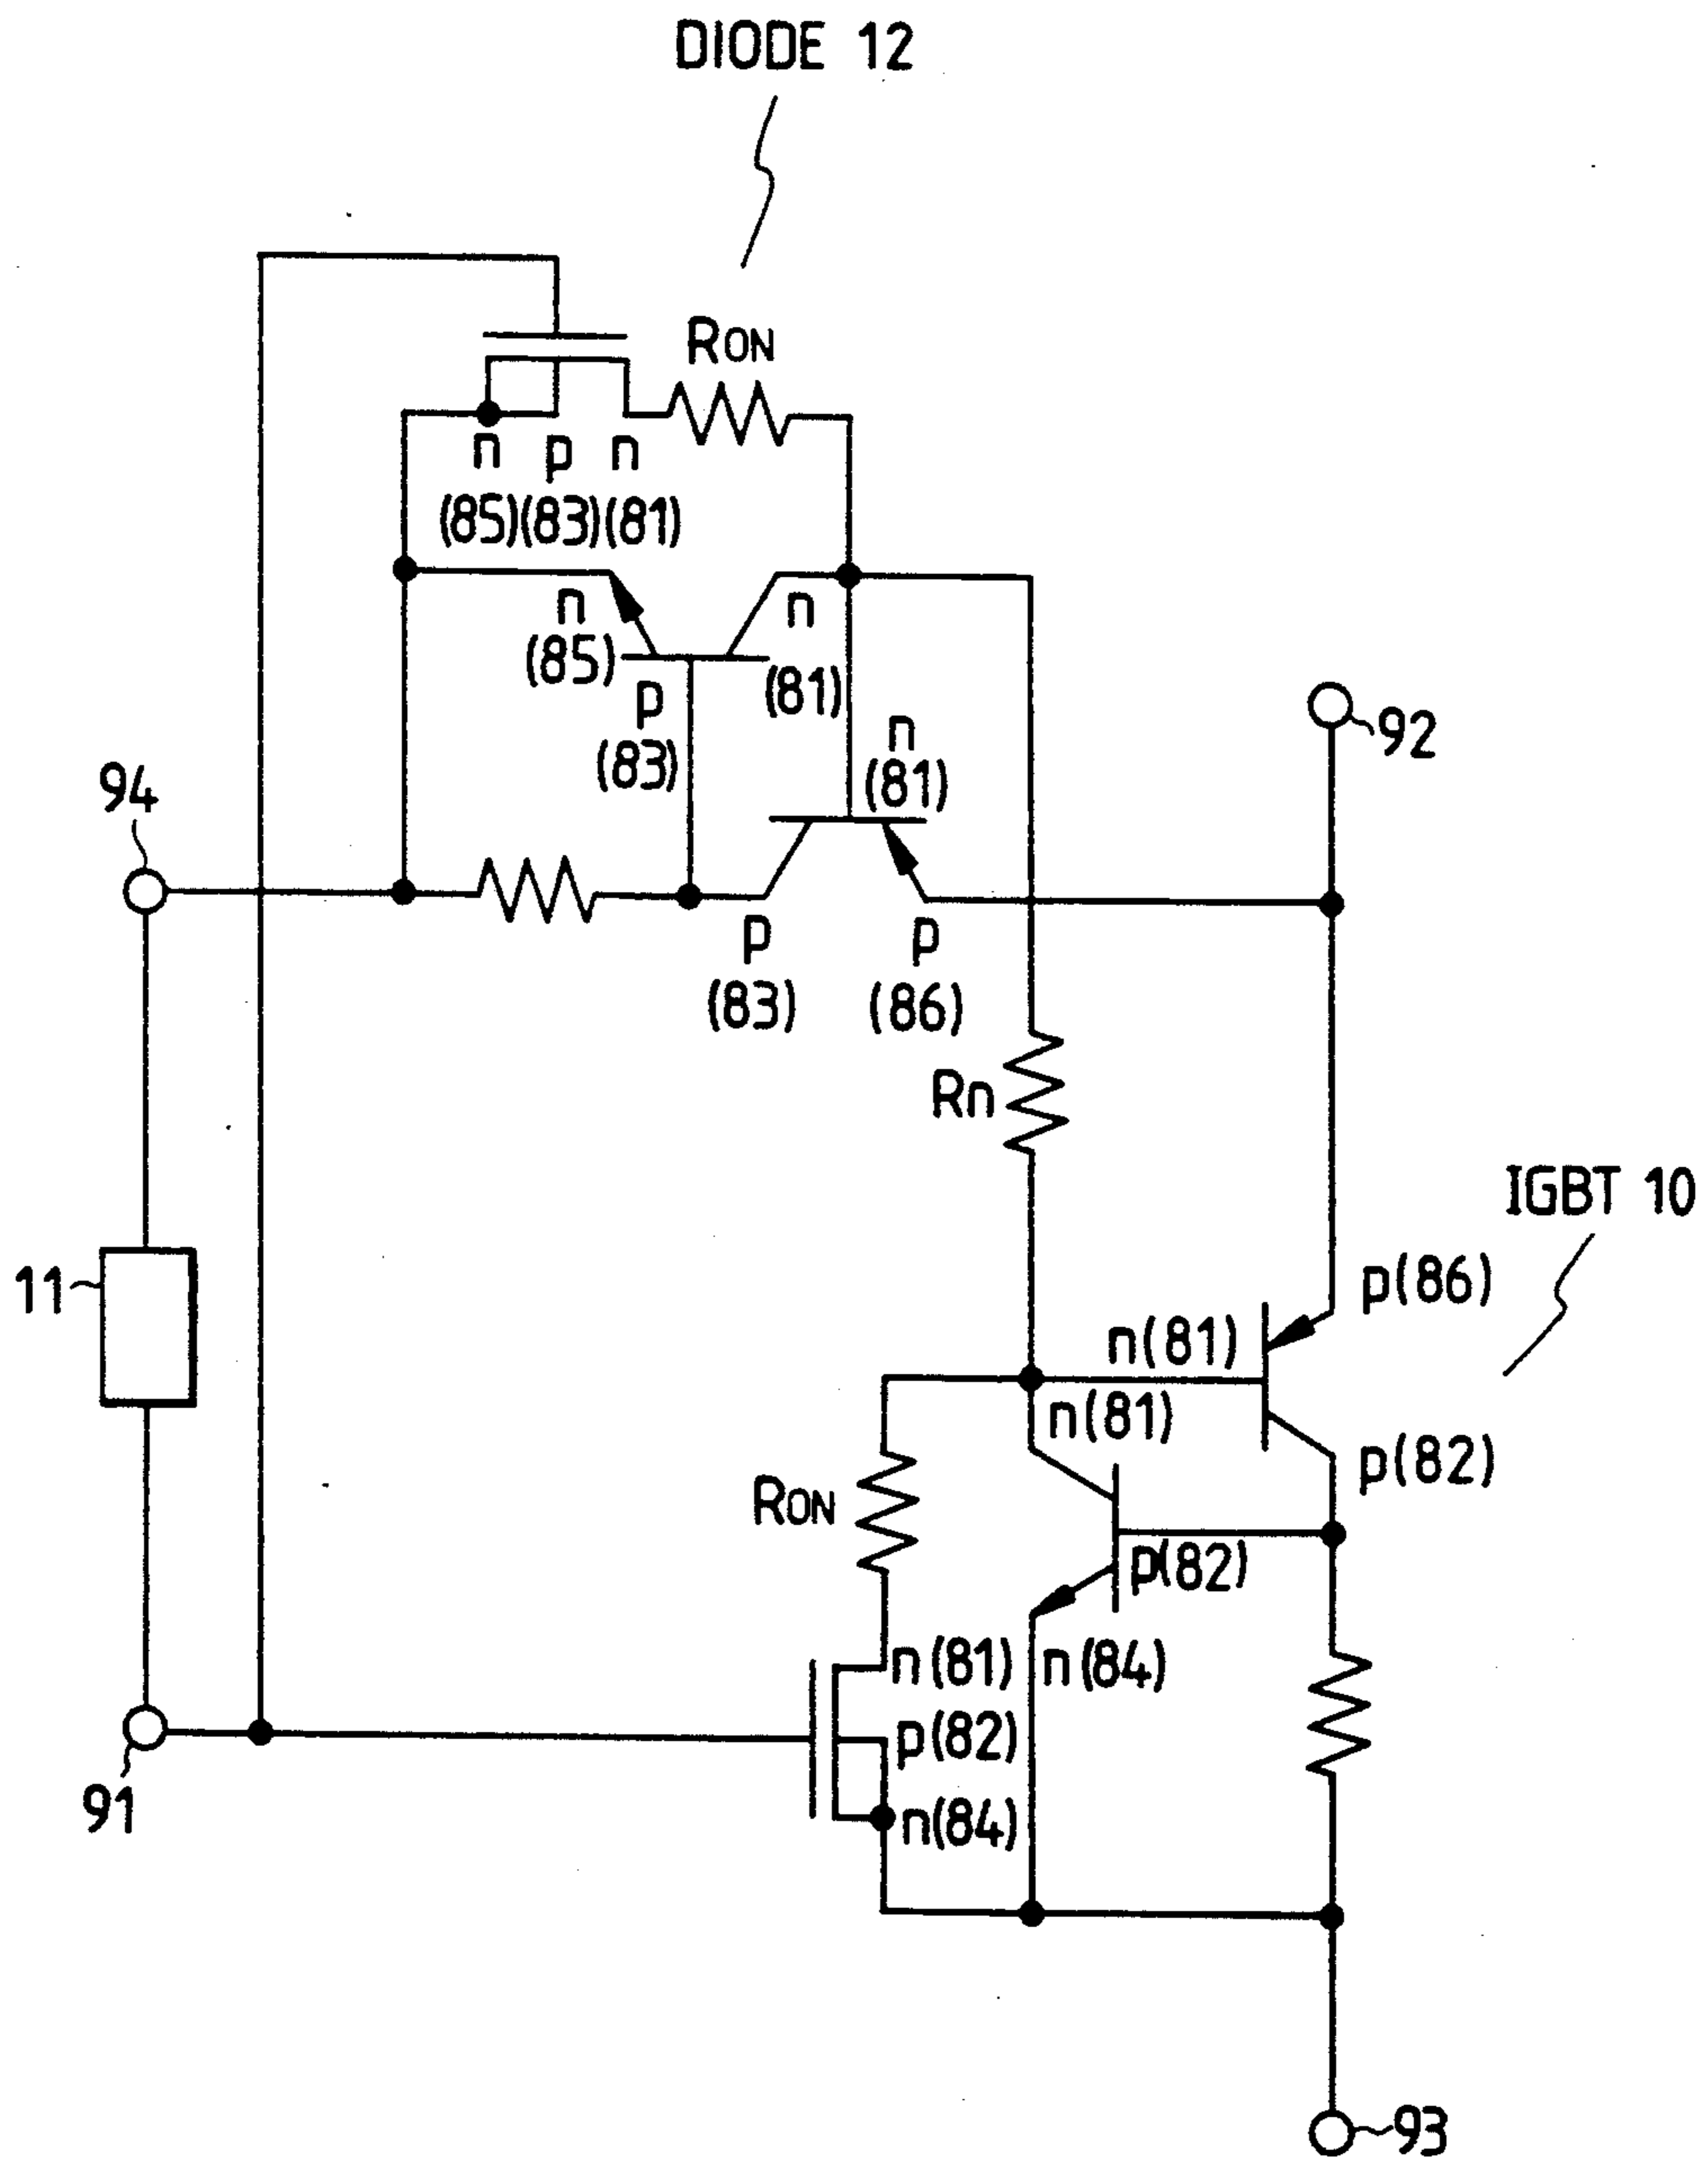 DIODE 12
RON
n p n
(85)(83)(81)
n
(85)
n
(81)
p
(83)
n
(81)
92
94
p
(83)
p
(86)
Rn
IGBT 10
11
p(86)
n(81)
n(81)
p(82)
RON
p(82)
n(81)
n(84)
p(82)
91
n(84)
93